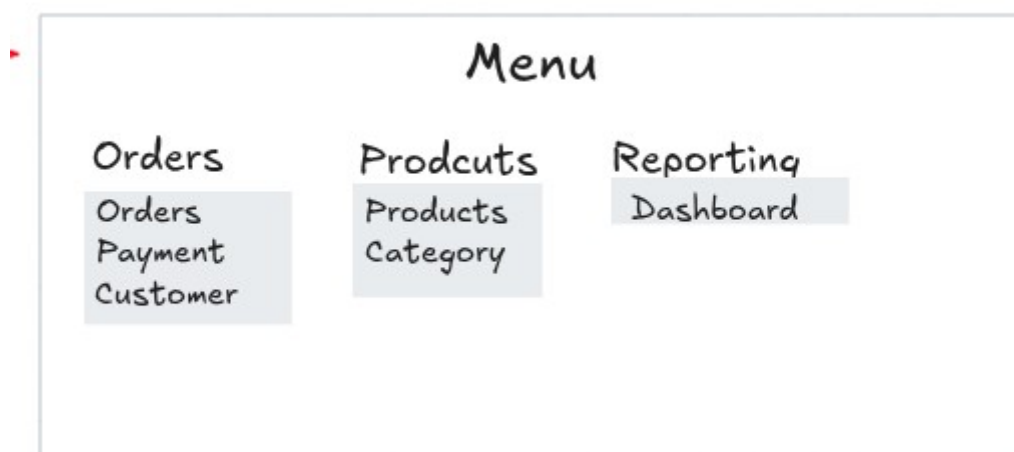 Menu
Orders
Orders
Payment
Customer
Prodcuts
Products
Category
Reporting
Dashboard